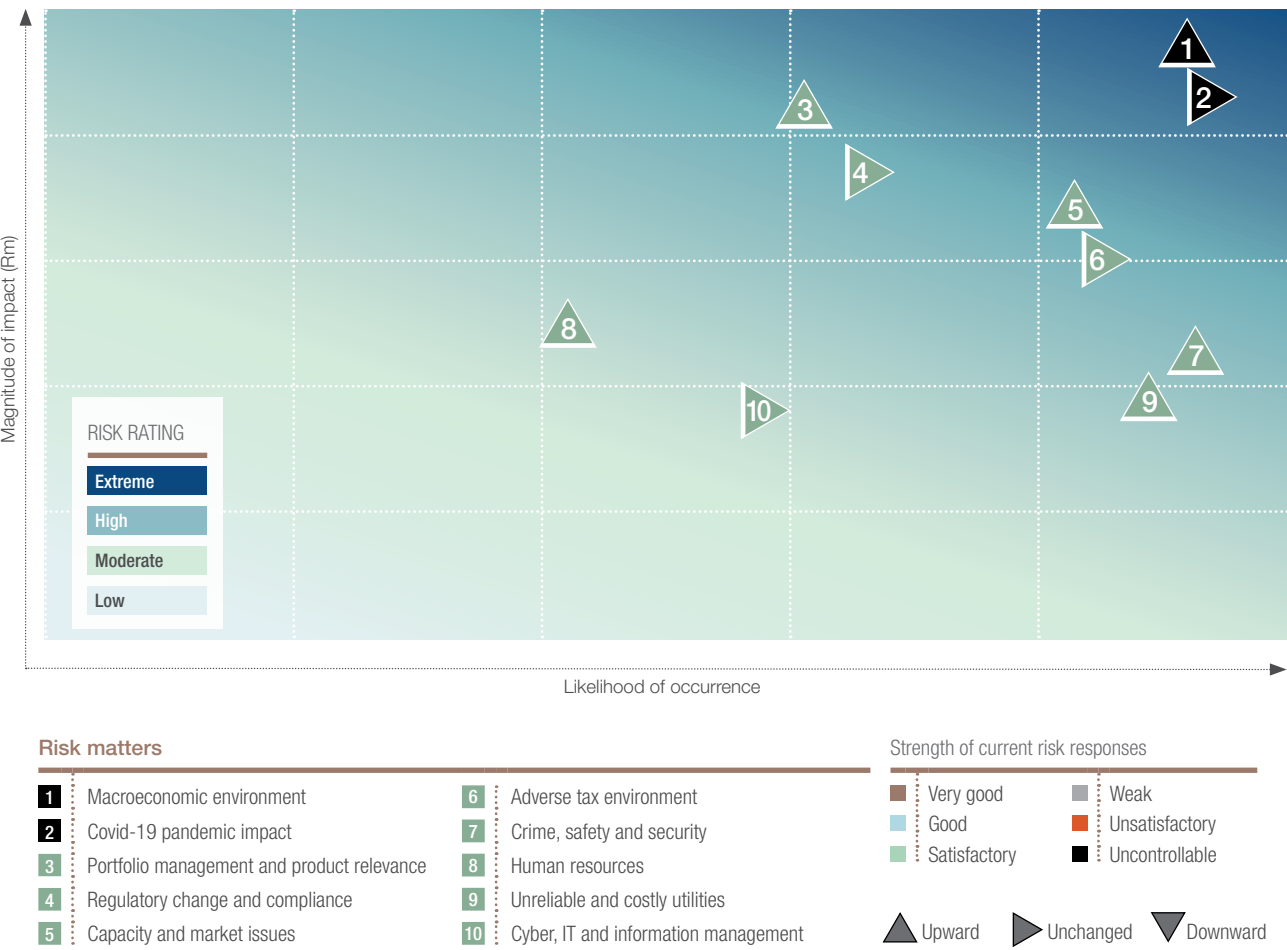 Magnitude of impact (Rm)
1
2
3
4
5
6
7
8
9
10
RISK RATING
Extreme
High
Moderate
Low
Likelihood of occurrence
Risk matters
1 Macroeconomic environment
2 Covid-19 pandemic impact
3 Portfolio management and product relevance
4 Regulatory change and compliance
5 Capacity and market issues
6 Adverse tax environment
7 Crime, safety and security
8 Human resources
9 Unreliable and costly utilities
10 Cyber, IT and information management
Strength of current risk responses
Very good
Good
Satisfactory
Weak
Unsatisfactory
Uncontrollable
Upward
Unchanged
Downward